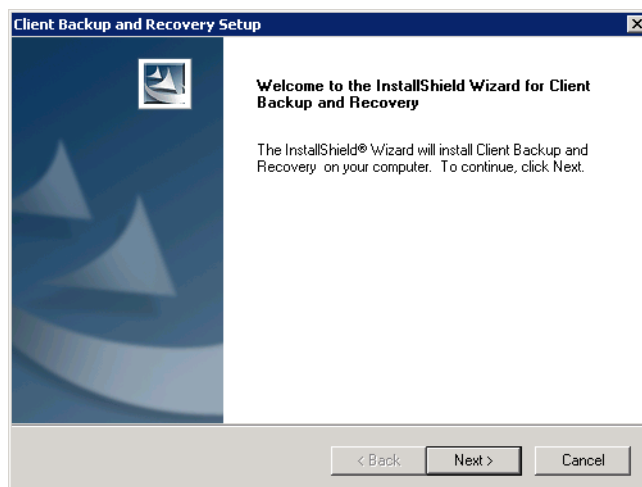 Client Backup and Recovery Setup
Welcome to the InstallShield Wizard for Client
Backup and Recovery
The InstallShield® Wizard will install Client Backup and
Recovery on your computer. To continue, click Next.
< Back
Next >
Cancel